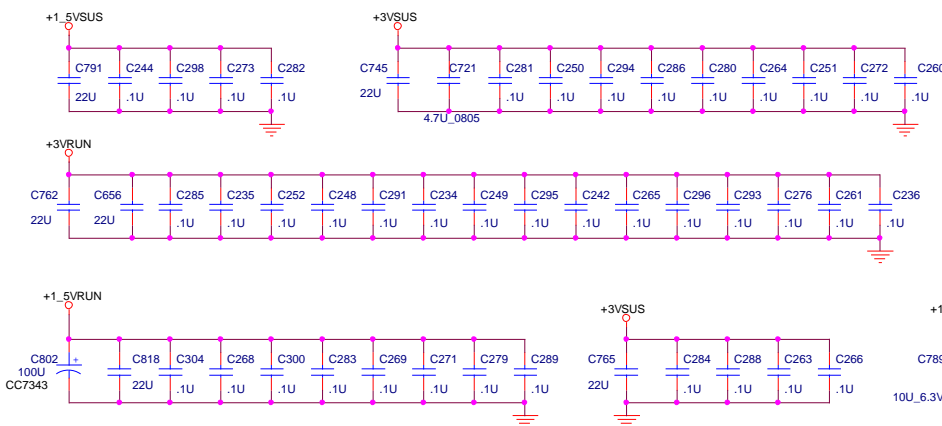 +1_5VSUS
+3VSUS
C791 C244 C298 C273 C282
22U .1U .1U .1U .1U
C745 C721 C281 C250 C294 C286 C280 C264 C251 C272 C260
22U .1U .1U .1U .1U .1U .1U .1U .1U .1U
4.7U_0805
+3VRUN
C762 C656 C285 C235 C252 C248 C291 C234 C249 C295 C242 C265 C296 C293 C276 C261 C236
22U 22U .1U .1U .1U .1U .1U .1U .1U .1U .1U .1U .1U .1U .1U .1U .1U
+1_5VRUN
+3VSUS
+1
C802 C818 C304 C268 C300 C283 C269 C271 C279 C289
+
100U 22U .1U .1U .1U .1U .1U .1U .1U .1U
CC7343
C765 C284 C288 C263 C266
22U .1U .1U .1U .1U
C789
10U_6.3V